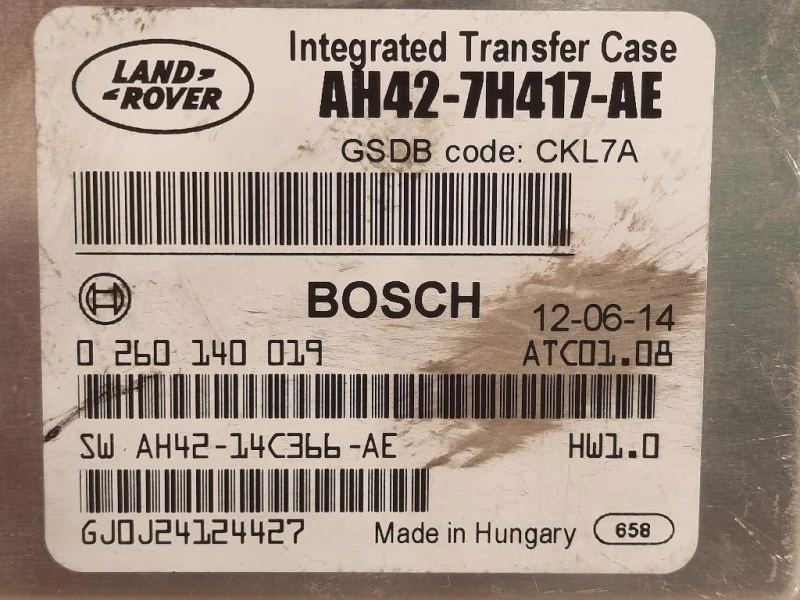 LAND
ROVER
Integrated Transfer Case
AH42-7H417-AE
GSDB code: CKL7A
BOSCH
12-06-14
0 260 140 019
ATC01.08
SW AH42-14C366-AE
HW1.0
GJ0J24124427
Made in Hungary
658